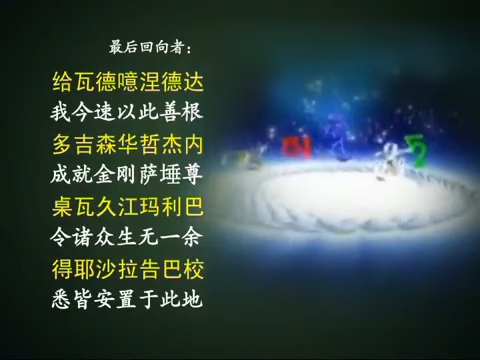 最后回向者：
给瓦德噫涅德达
我今速以此善根
多吉森华哲杰内
成就金刚萨埵尊
桌瓦久江玛利巴
令诸众生无一余
得耶沙拉告巴校
悉皆安置于此地